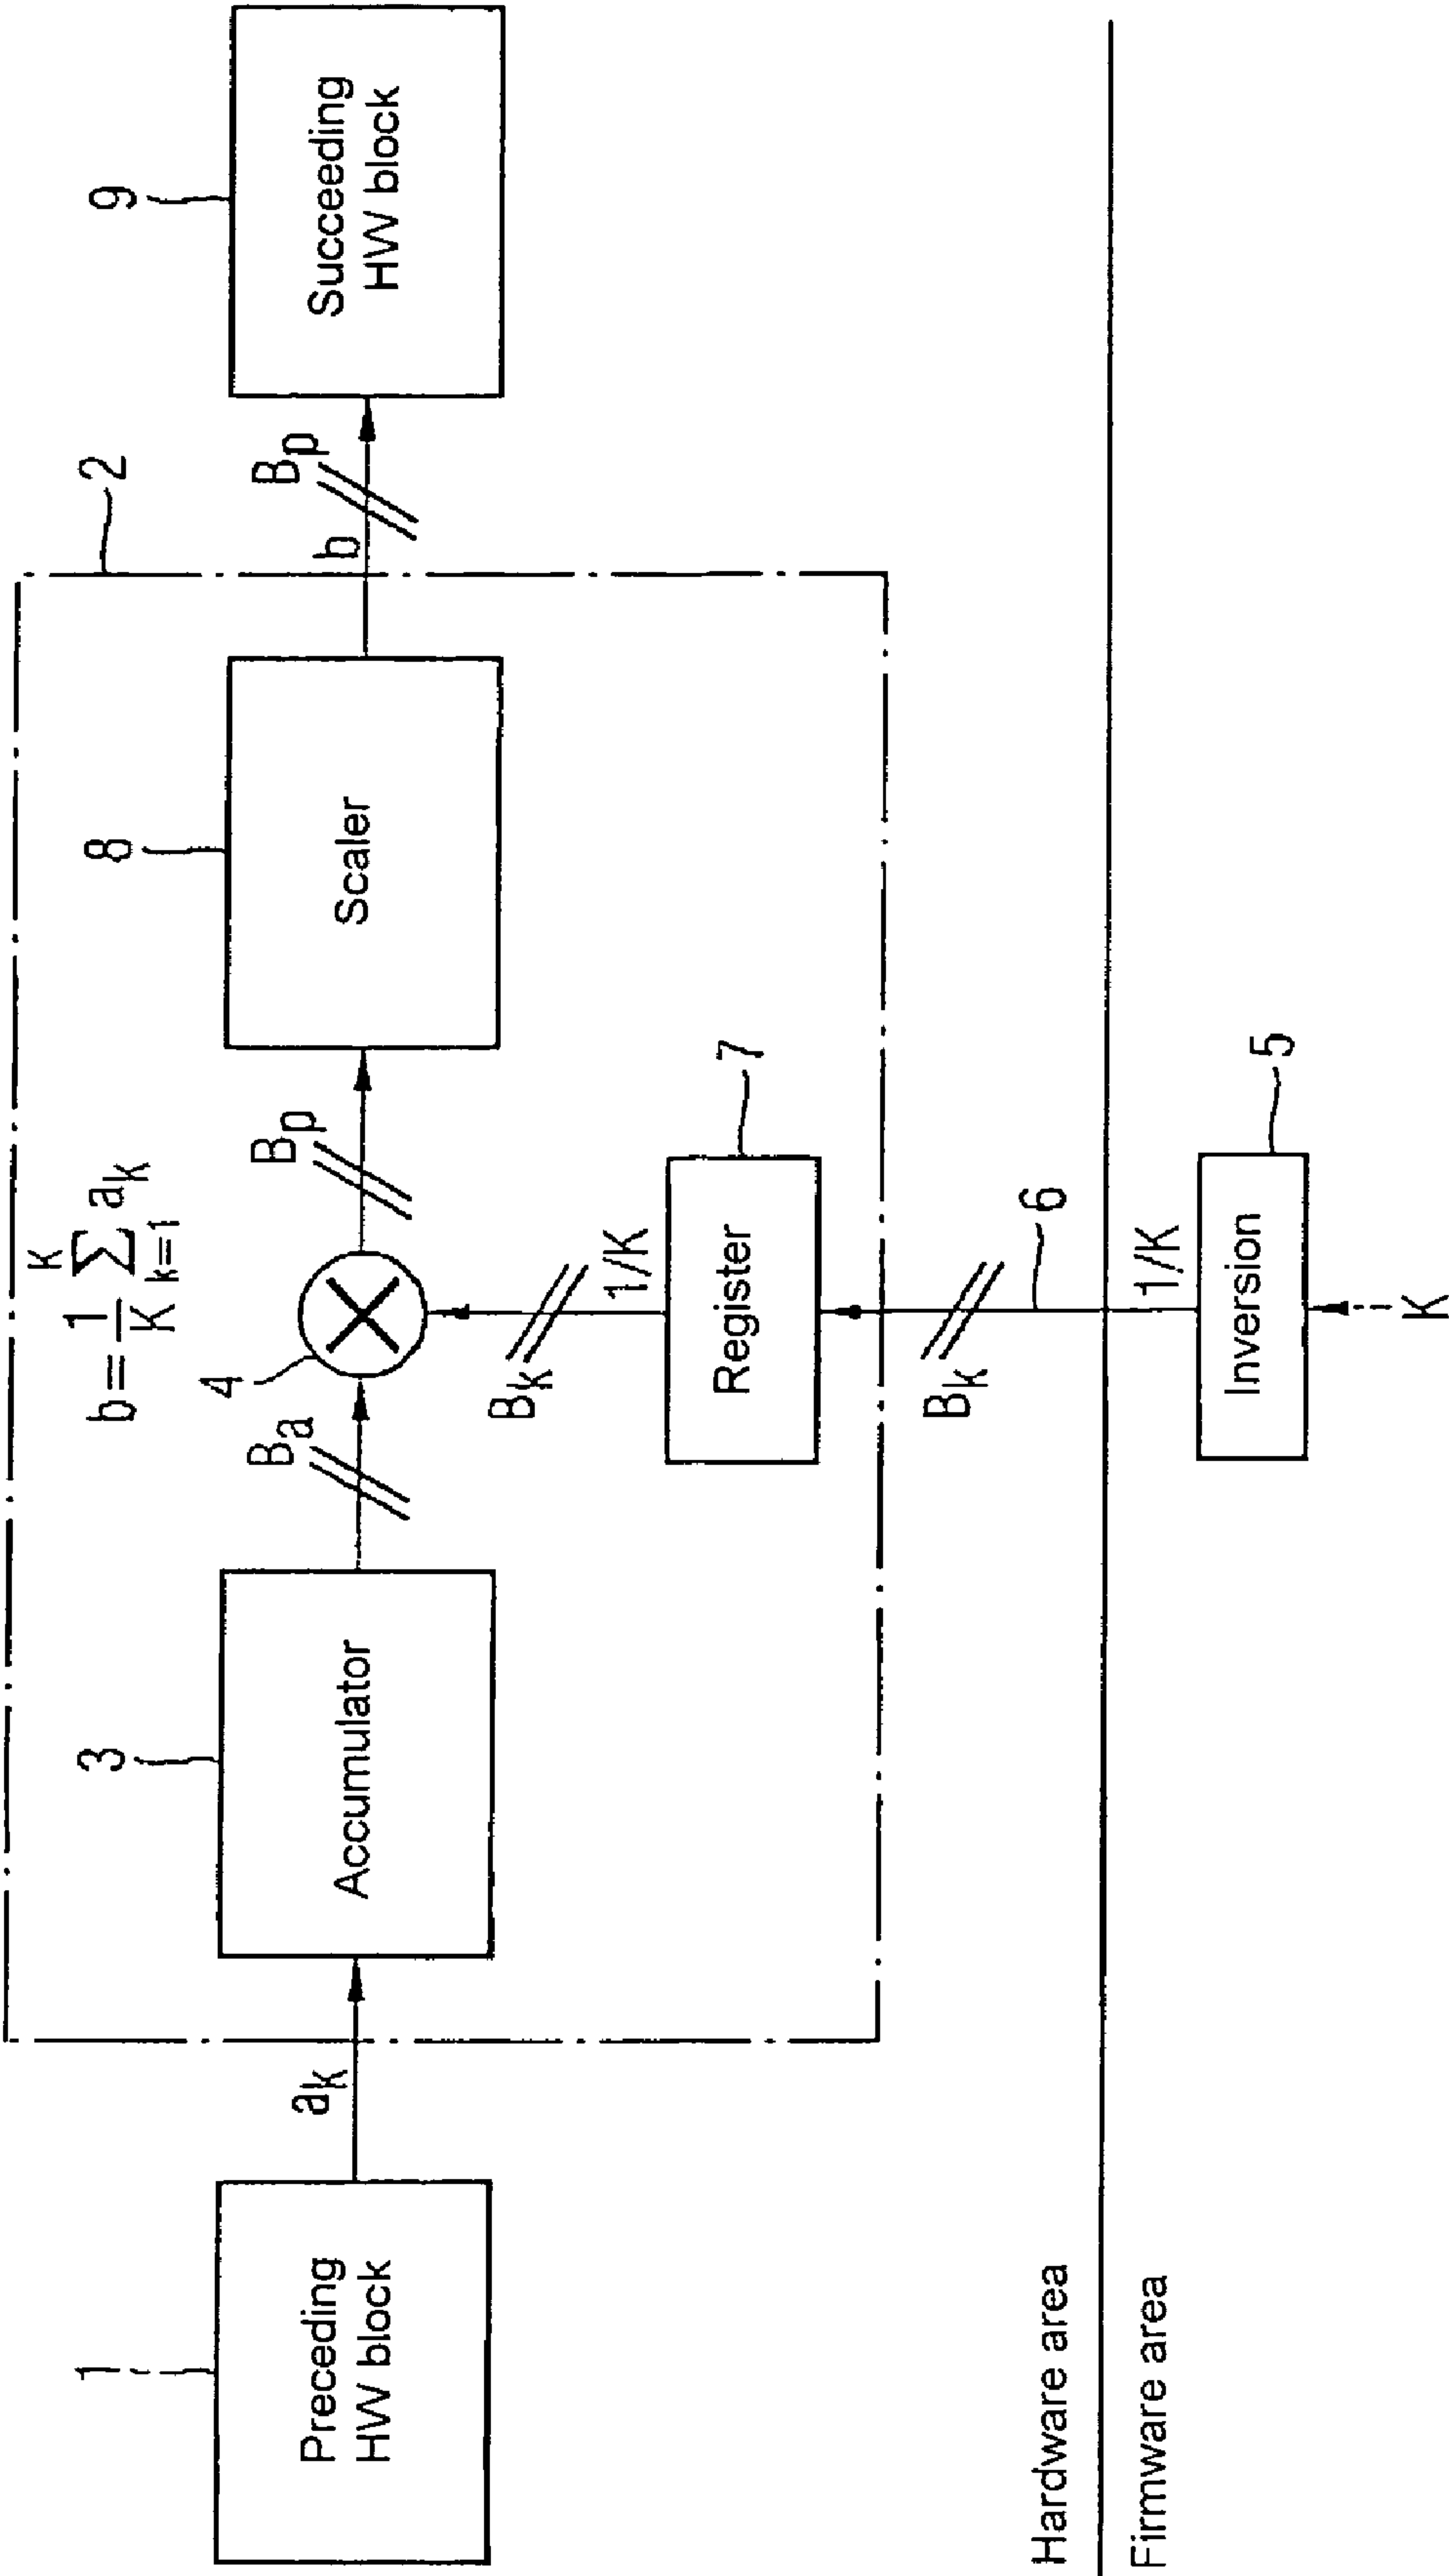 b = 1/K K Σ k=1 a_k
1
Preceding
HW block
a_k
3
Accumulator
B_a
4
B_p
8
Scaler
2
b
B_p
9
Succeeding
HW block
B_k
1/K
Register
7
B_k
6
Hardware area
Firmware area
1/K
Inversion
5
K